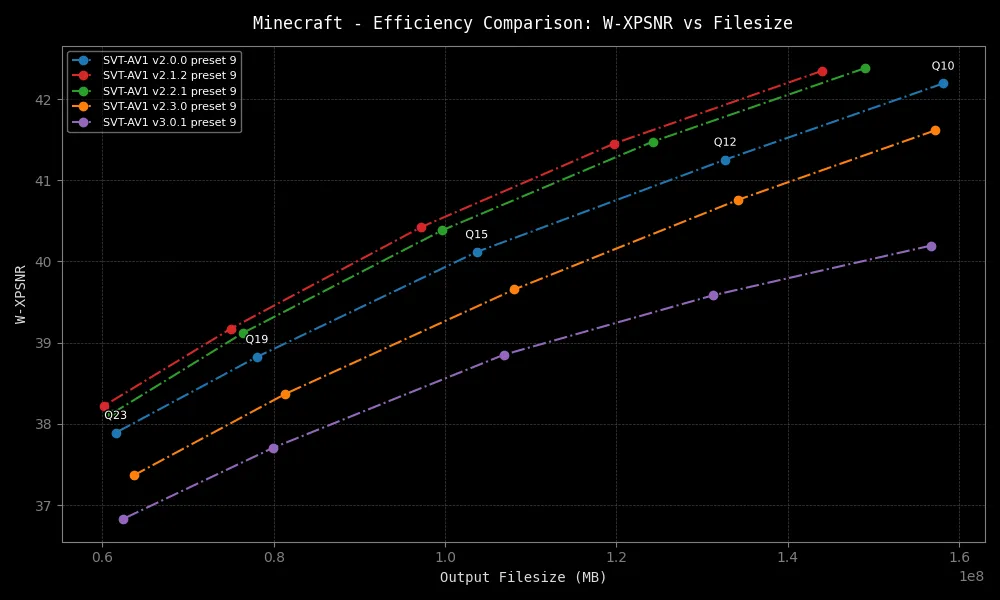 Minecraft - Efficiency Comparison: W-XPSNR vs Filesize
SVT-AV1 v2.0.0 preset 9
SVT-AV1 v2.1.2 preset 9
SVT-AV1 v2.2.1 preset 9
SVT-AV1 v2.3.0 preset 9
SVT-AV1 v3.0.1 preset 9
Q10
Q12
Q15
Q19
Q23
42
41
40
39
38
37
W-XPSNR
0.6 0.8 1.0 1.2 1.4 1.6
1e8
Output Filesize (MB)